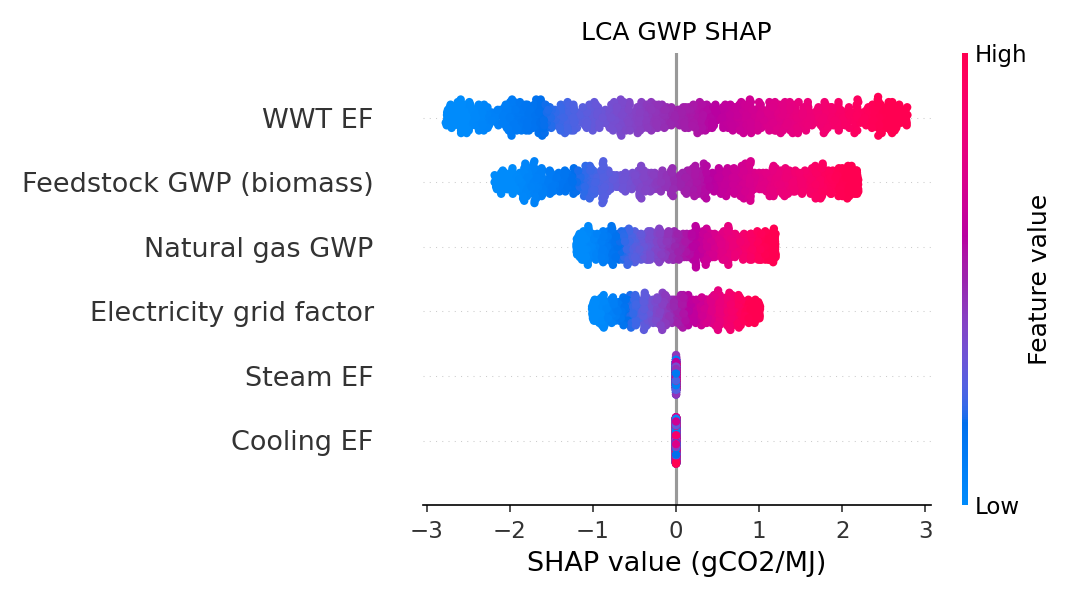 LCA GWP SHAP
High
WWT EF
Feedstock GWP (biomass)
Natural gas GWP
Electricity grid factor
Steam EF
Cooling EF
Feature value
Low
−3 −2 −1 0 1 2 3
SHAP value (gCO2/MJ)